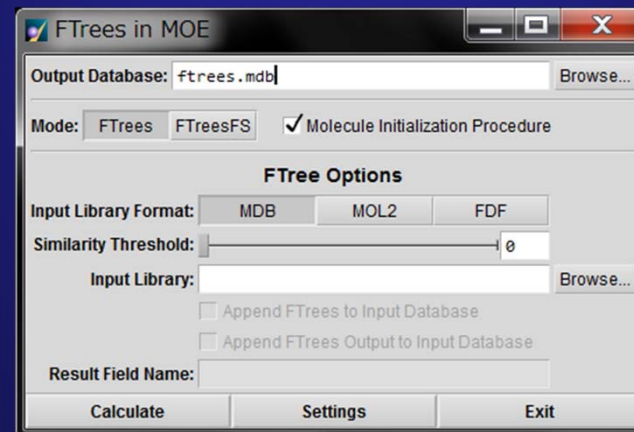 FTrees in MOE
Output Database: ftrees.mdb Browse...
Mode: FTrees FTreesFS Molecule Initialization Procedure
FTree Options
Input Library Format: MDB MOL2 FDF
Similarity Threshold: 0
Input Library: Browse...
Append FTrees to Input Database
Append FTrees Output to Input Database
Result Field Name:
Calculate Settings Exit